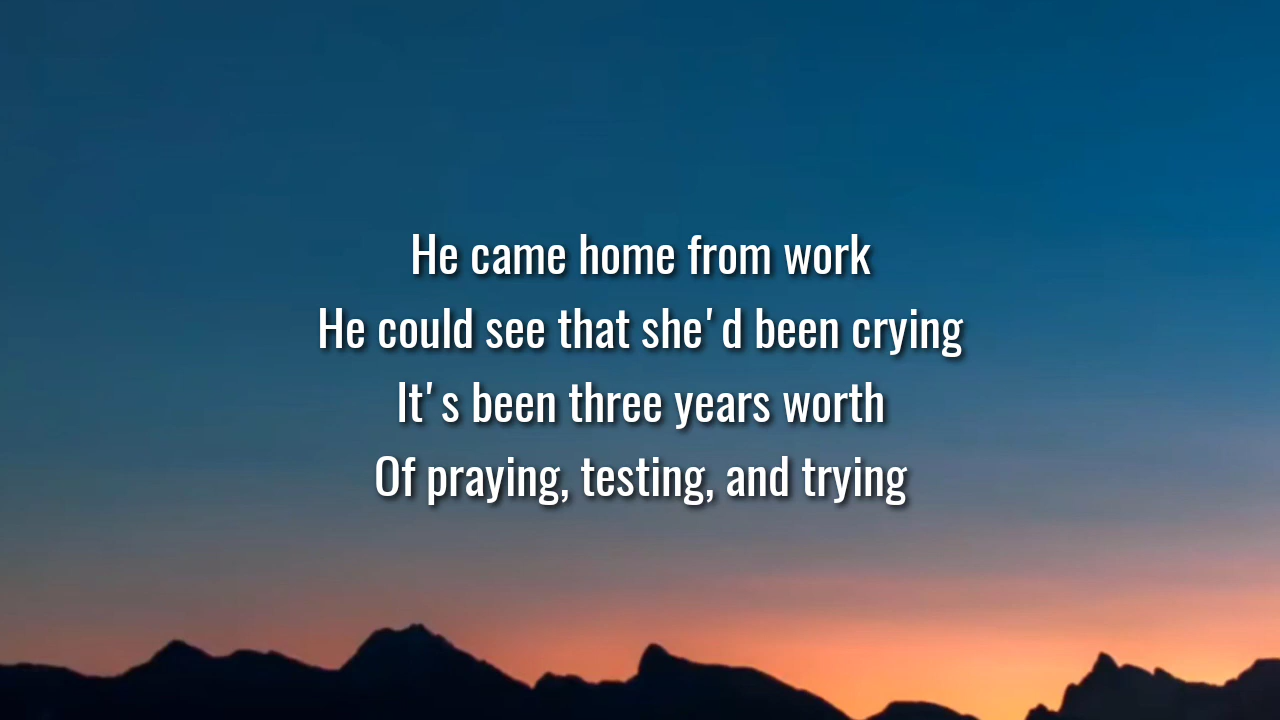 He came home from work
He could see that she'd been crying
It's been three years worth
Of praying, testing, and trying